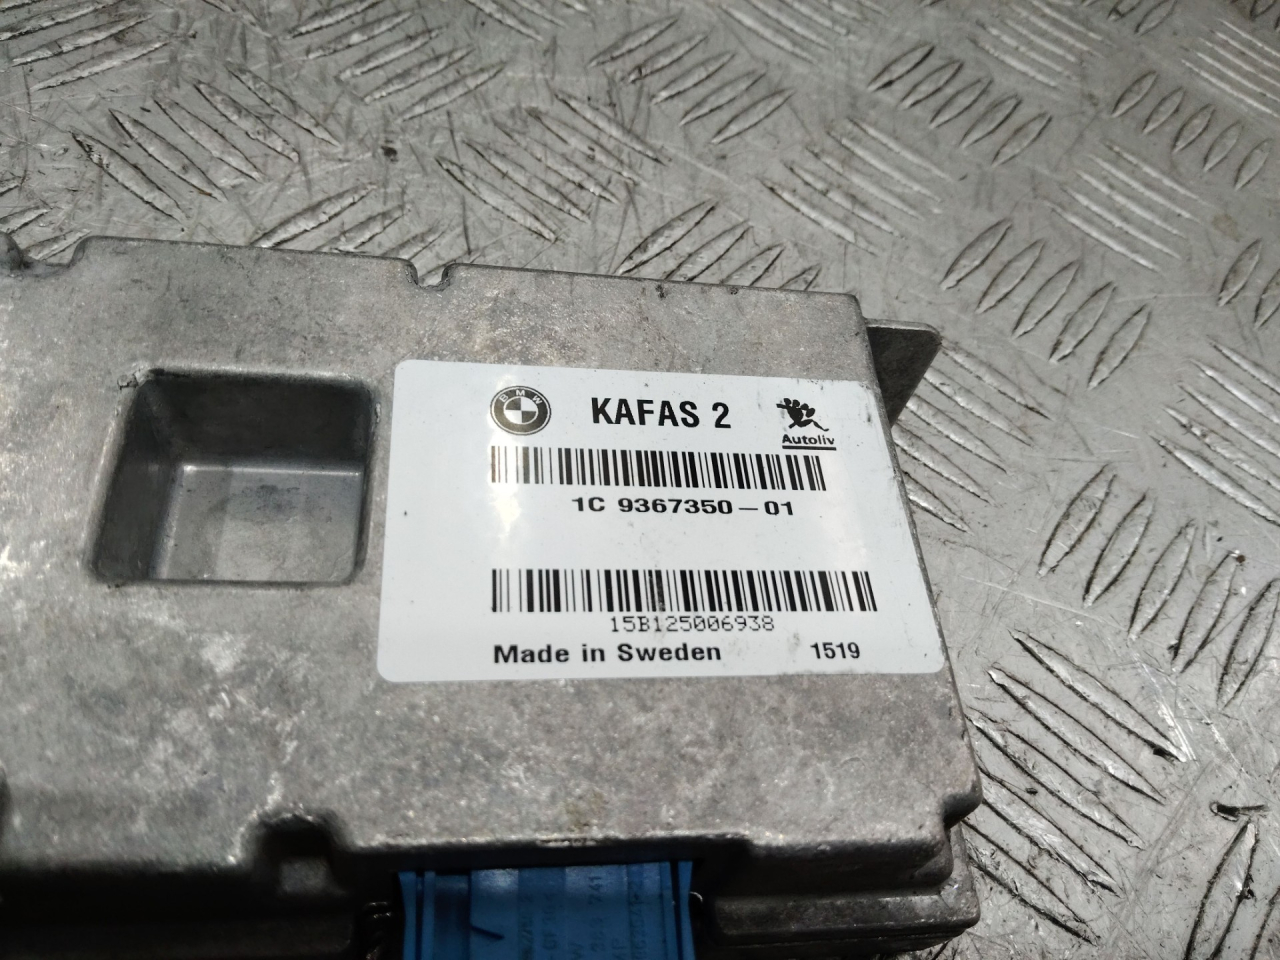 BMW
KAFAS 2
Autoliv
1C 9367350-01
15B125006938
Made in Sweden 1519